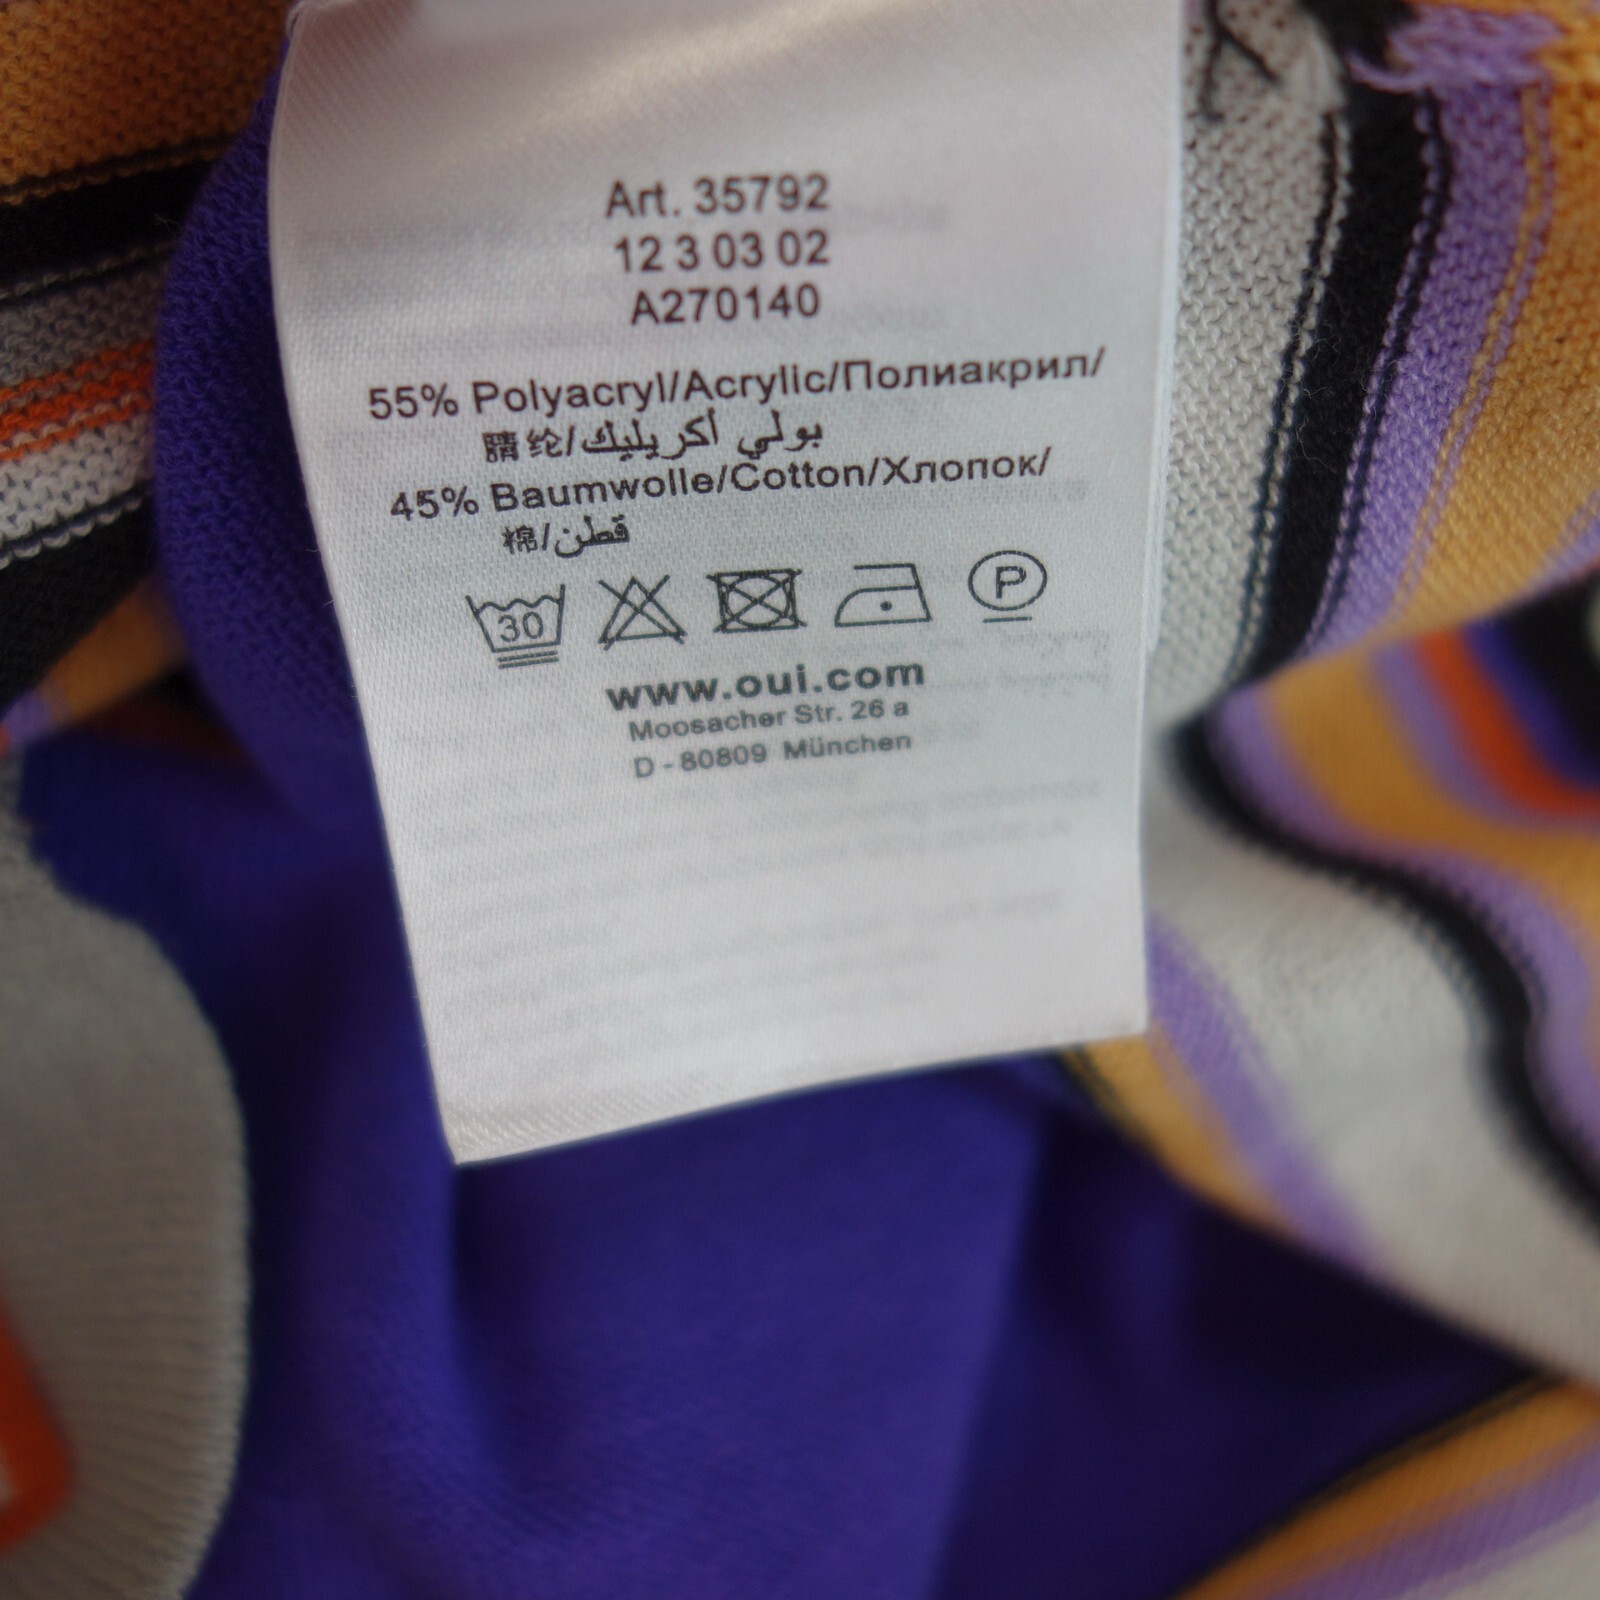 Art. 35792
12 3 03 02
A270140
55% Polyacryl/Acrylic/Полиакрил/
腈纶/بولي أكريليك
45% Baumwolle/Cotton/Хлопок/
棉/قطن
30 P
www.oui.com
Moosacher Str. 26 a
D - 80809 München